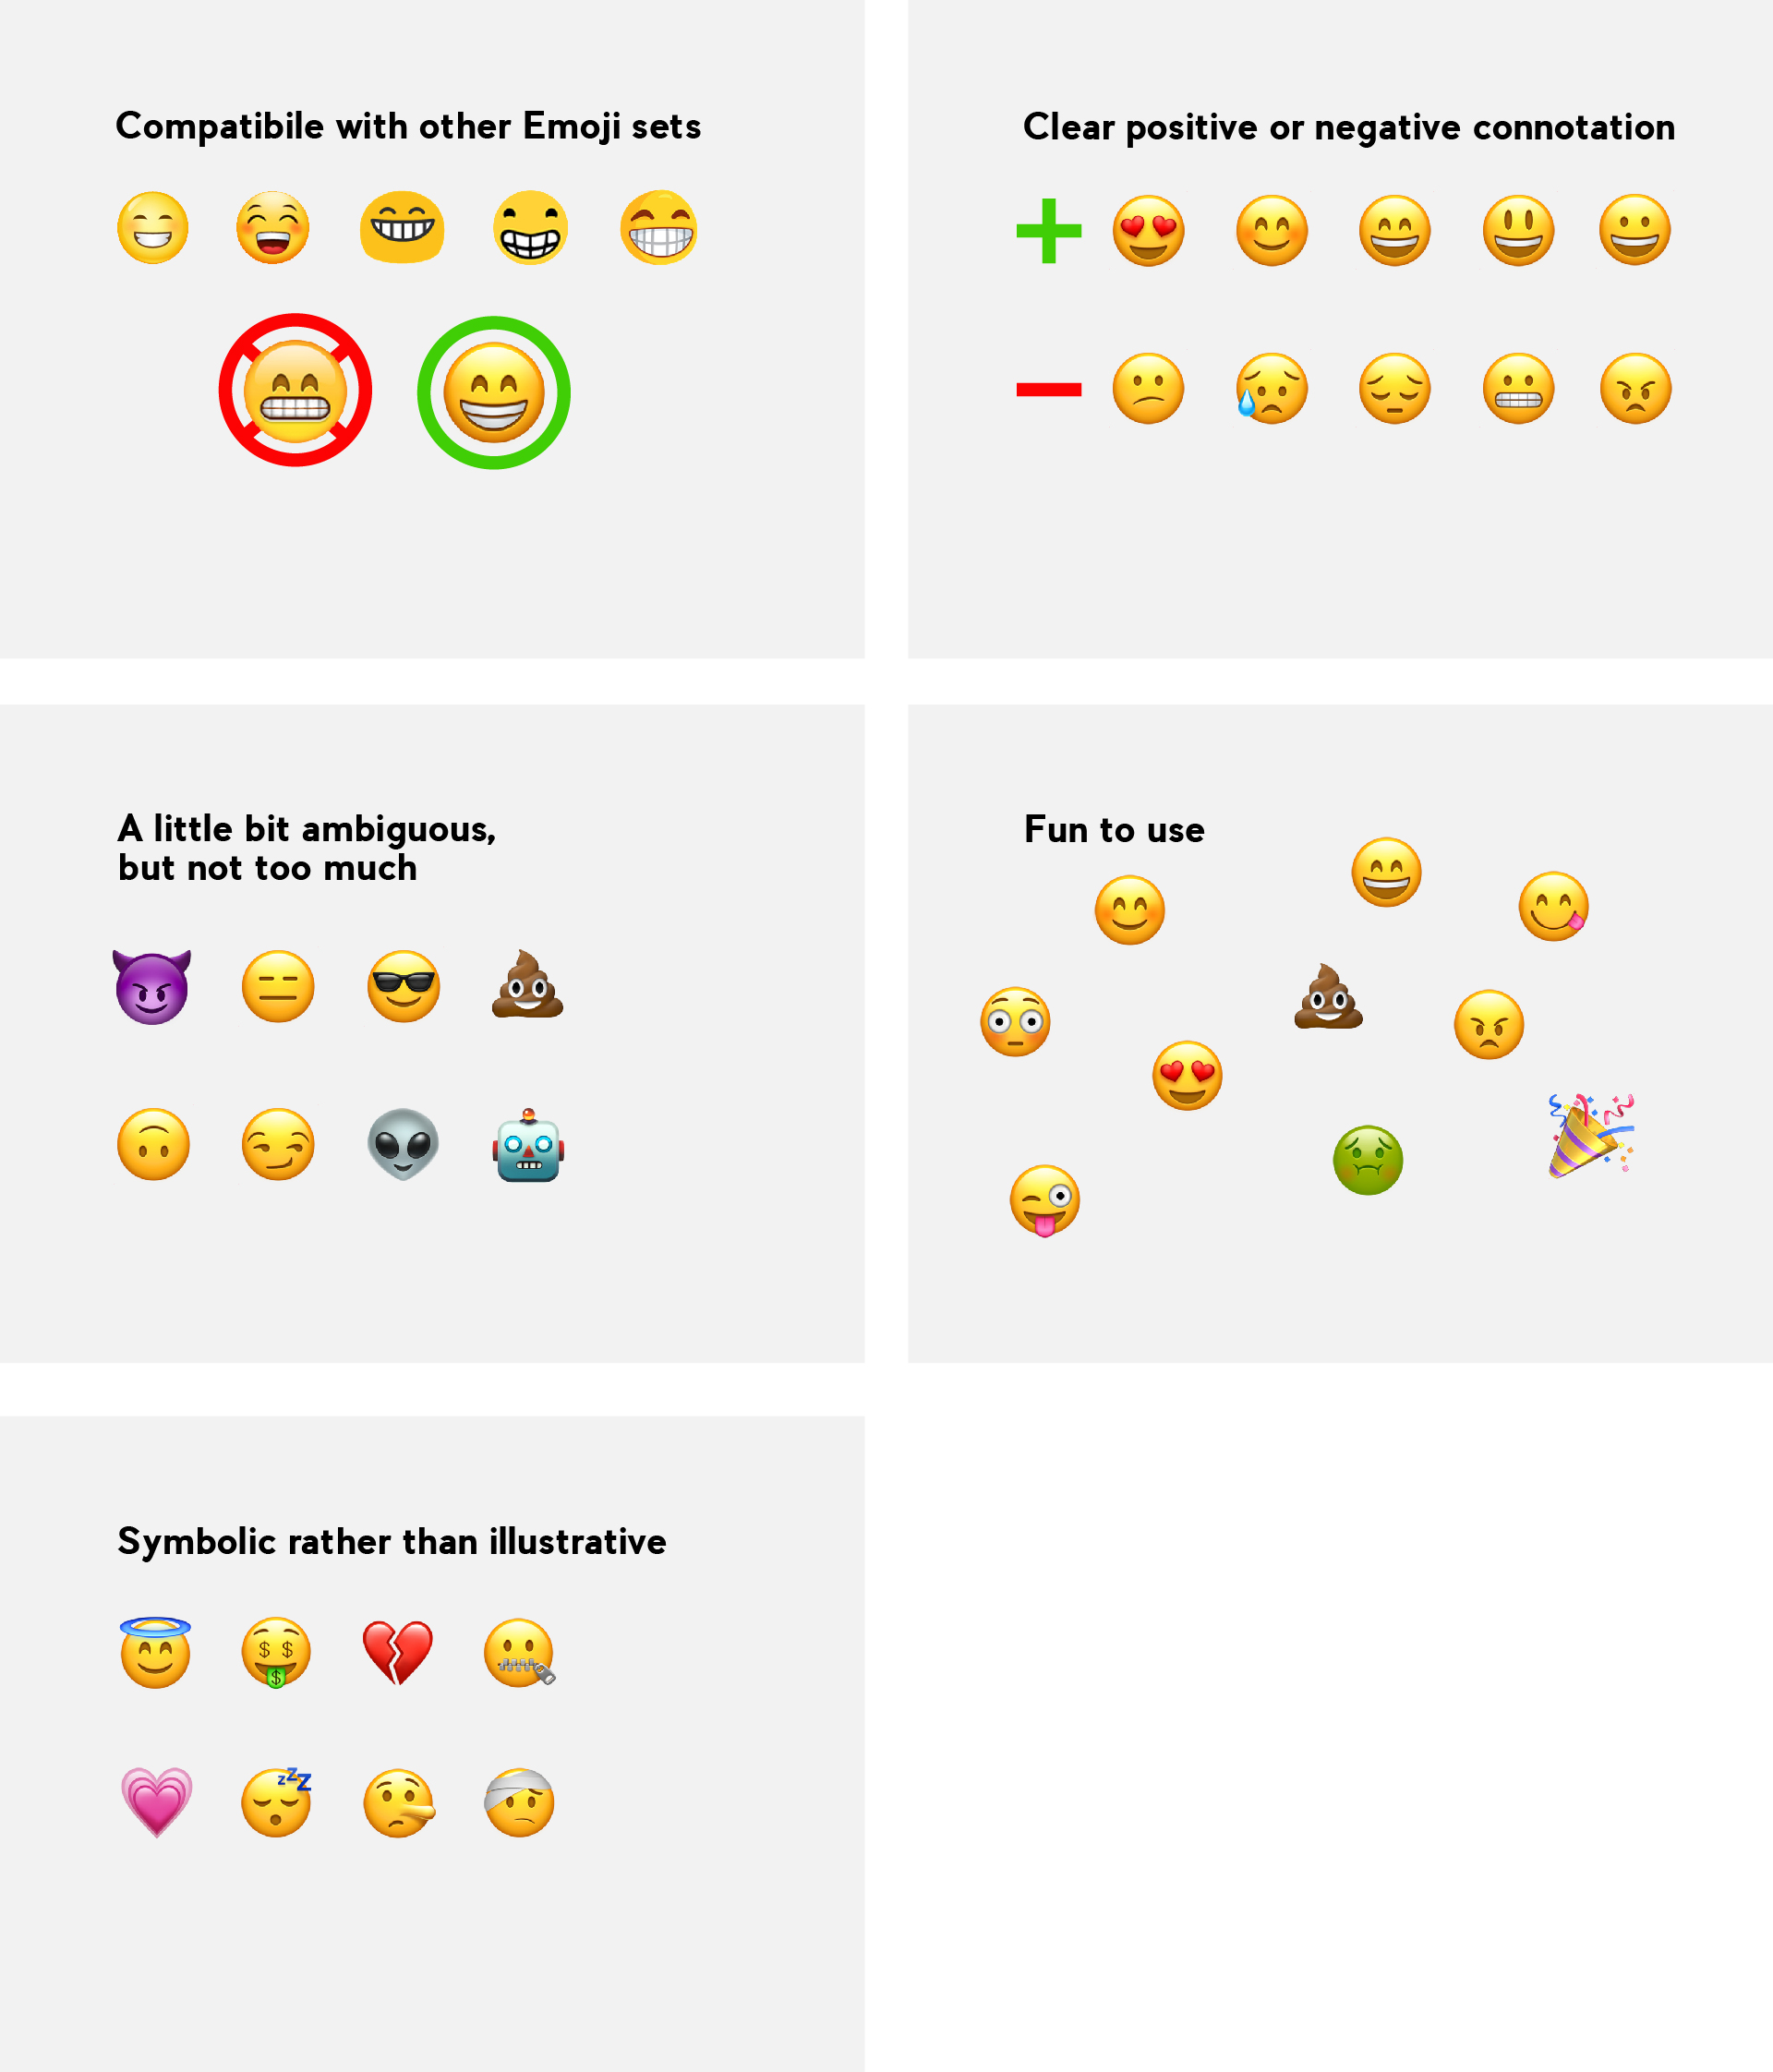 Compatibile with other Emoji sets
Clear positive or negative connotation
A little bit ambiguous,
but not too much
Fun to use
Symbolic rather than illustrative
$ $
$
zzZ